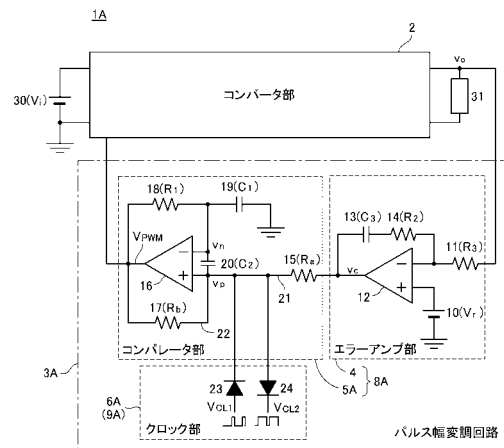 1A
2
コンバータ部
vo
30(Vi)
31
18(R1)
19(C1)
13(C3)
14(R2)
11(R3)
VPWM
vn
16
20(C2)
vp
15(Ra)
vc
12
17(Rb)
22
21
10(Vr)
コンパレータ部
エラーアンプ部
3A
4
5A
8A
6A
(9A)
23
24
VCL1
VCL2
クロック部
パルス幅変調回路